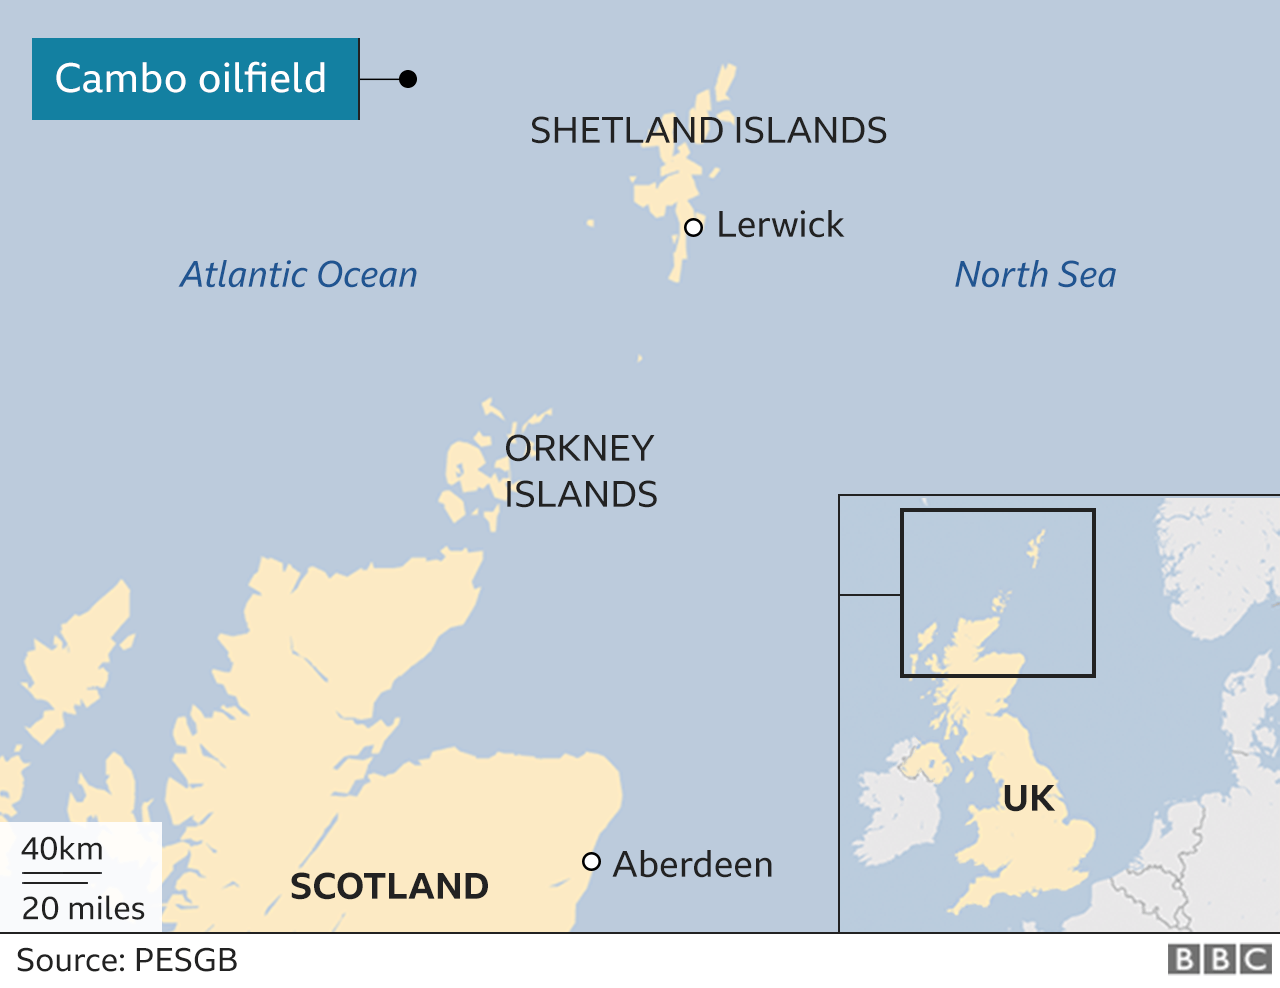 Cambo oilfield
SHETLAND ISLANDS
Lerwick
Atlantic Ocean
North Sea
ORKNEY
ISLANDS
UK
40km
20 miles
SCOTLAND
Aberdeen
Source: PESGB
BBC